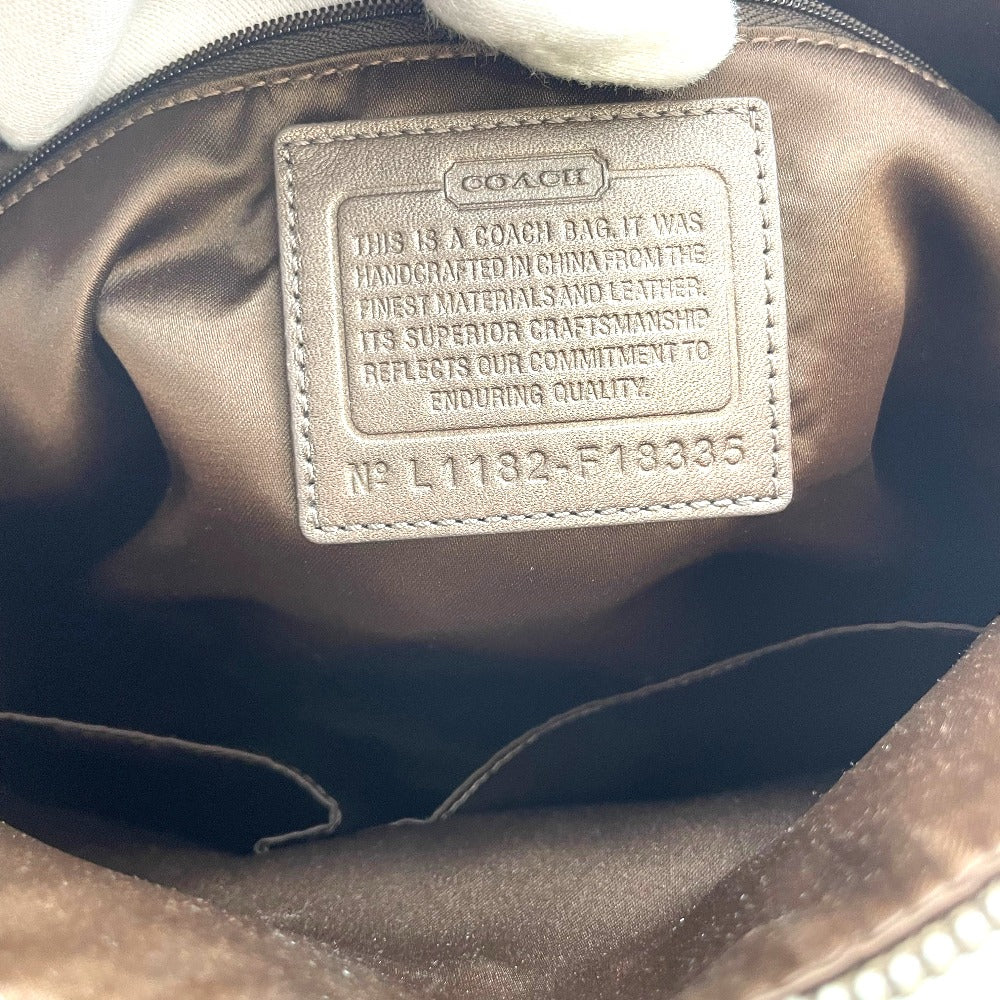 COACH
THIS IS A COACH BAG. IT WAS
HANDCRAFTED IN CHINA FROM THE
FINEST MATERIALS AND LEATHER.
ITS SUPERIOR CRAFTSMANSHIP
REFLECTS OUR COMMITMENT TO
ENDURING QUALITY.
Nº L1182-F18335